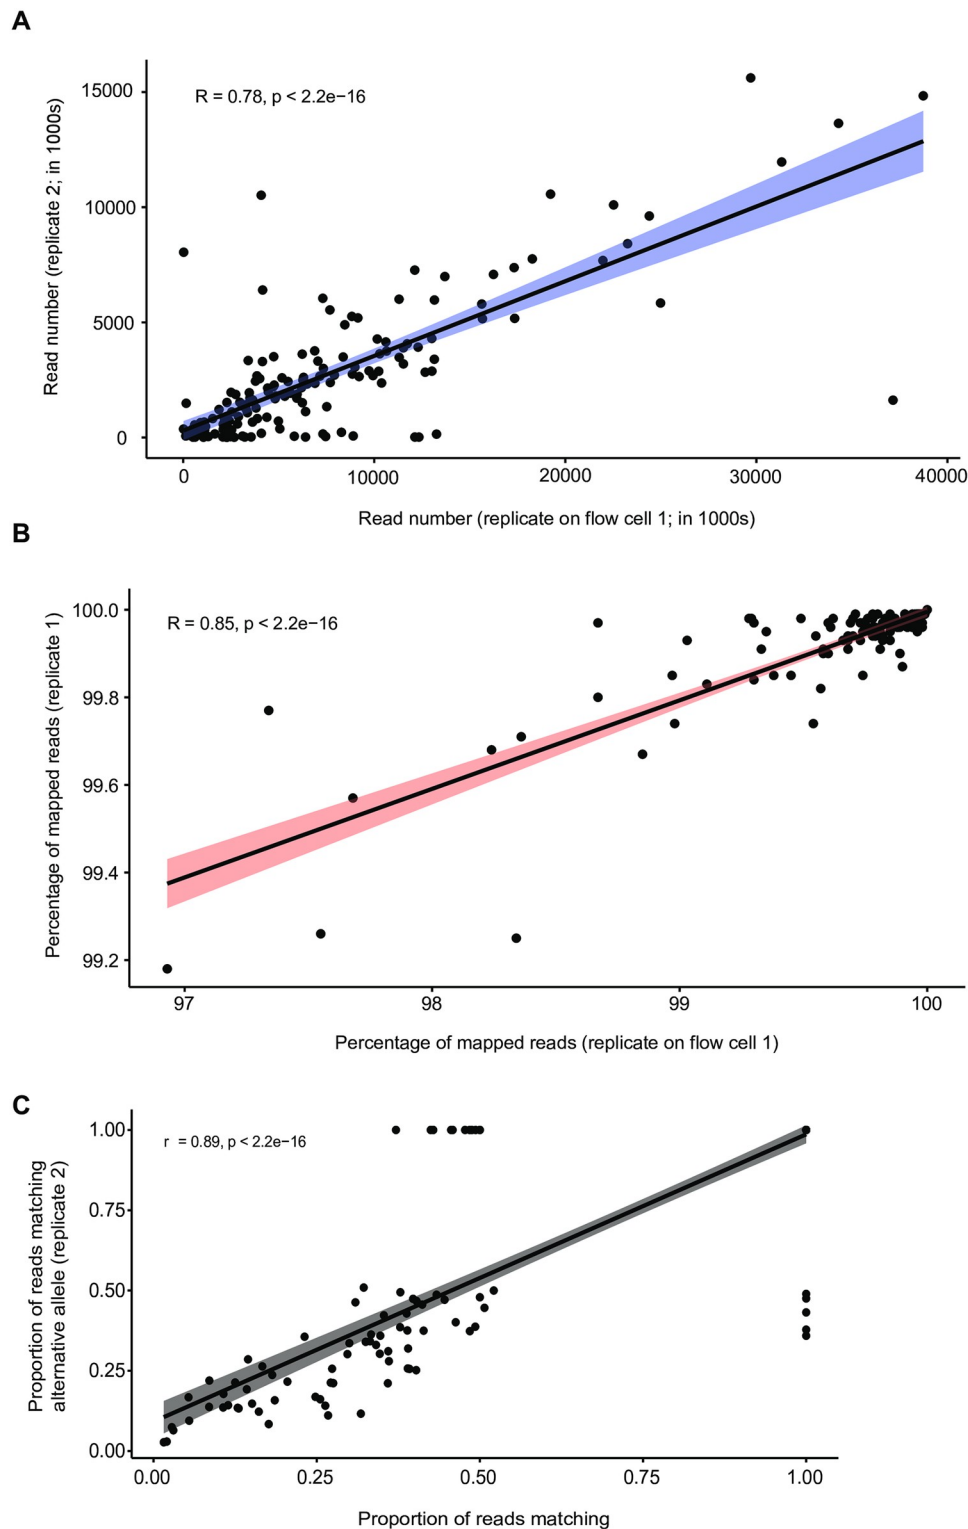 A
Read number (replicate 2; in 1000s)
R = 0.78, p < 2.2e−16
15000
10000
5000
0
0 10000 20000 30000 40000
Read number (replicate on flow cell 1; in 1000s)
B
Percentage of mapped reads (replicate 1)
R = 0.85, p < 2.2e−16
100.0
99.8
99.6
99.4
99.2
97 98 99 100
Percentage of mapped reads (replicate on flow cell 1)
C
Proportion of reads matching
alternative allele (replicate 2)
r = 0.89, p < 2.2e−16
1.00
0.75
0.50
0.25
0.00
0.00 0.25 0.50 0.75 1.00
Proportion of reads matching